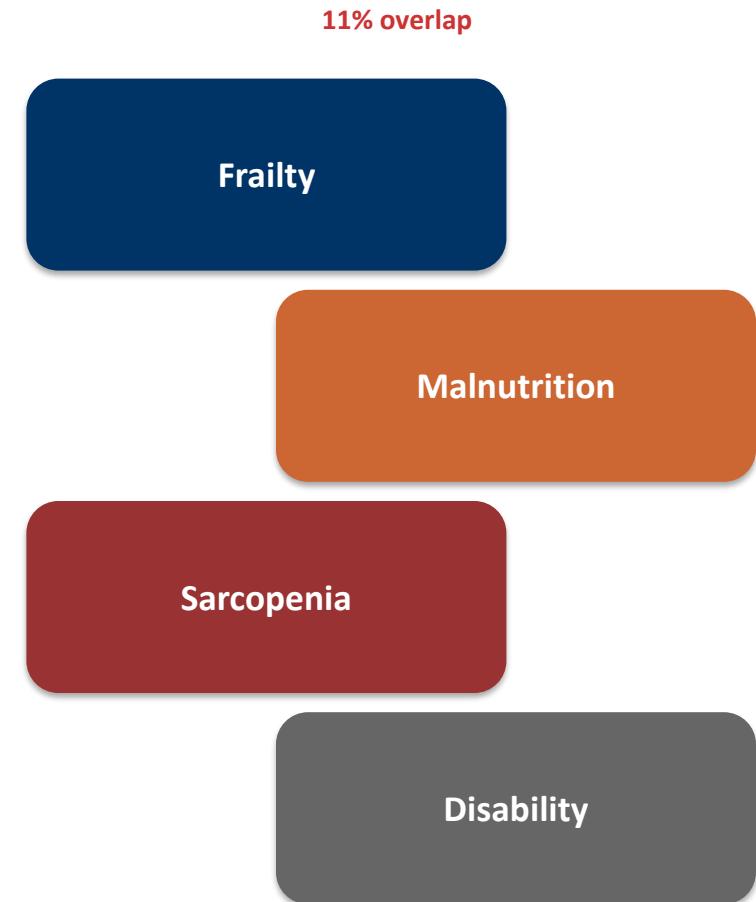 11% overlap
Frailty
Malnutrition
Sarcopenia
Disability